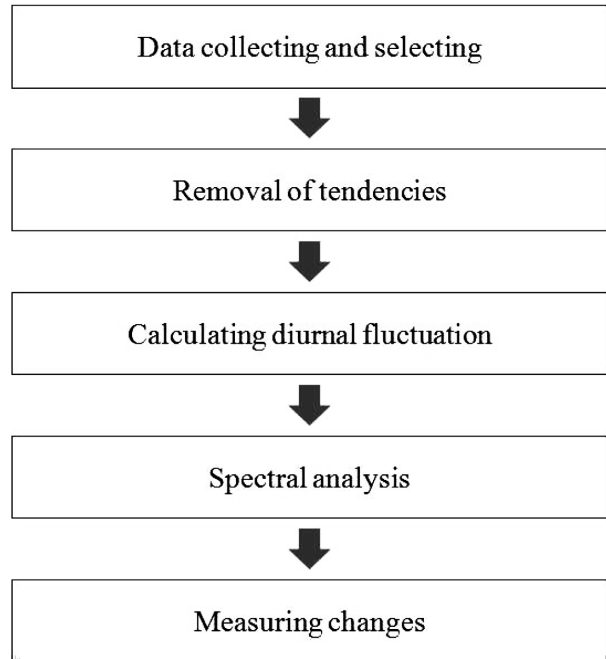 Data collecting and selecting
Removal of tendencies
Calculating diurnal fluctuation
Spectral analysis
Measuring changes